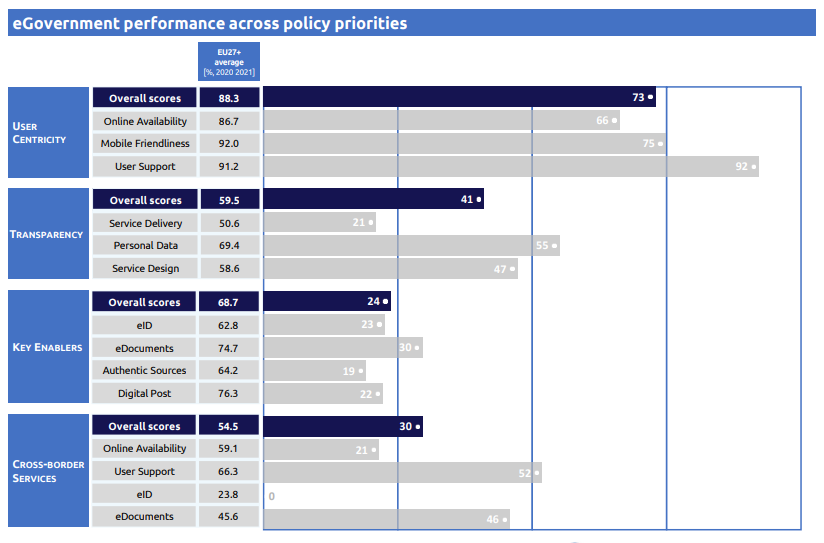 eGovernment performance across policy priorities
EU27+
average
[%, 2020 2021]
USER
CENTRICITY
Overall scores 88.3 73
Online Availability 86.7 66
Mobile Friendliness 92.0 75
User Support 91.2 92
TRANSPARENCY
Overall scores 59.5 41
Service Delivery 50.6 21
Personal Data 69.4 55
Service Design 58.6 47
KEY ENABLERS
Overall scores 68.7 24
eID 62.8 23
eDocuments 74.7 30
Authentic Sources 64.2 19
Digital Post 76.3 22
CROSS-BORDER
SERVICES
Overall scores 54.5 30
Online Availability 59.1 21
User Support 66.3 52
eID 23.8 0
eDocuments 45.6 46